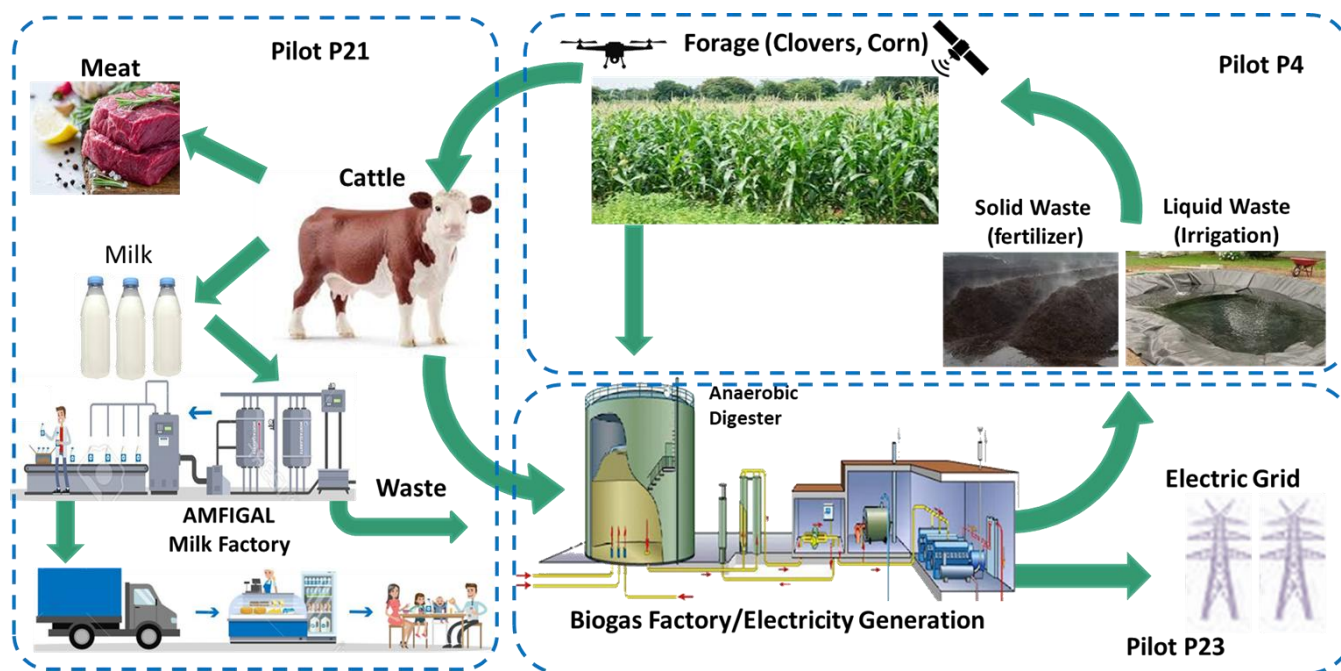 Pilot P21
Meat
Cattle
Milk
AMFIGAL
Milk Factory
Waste
Forage (Clovers, Corn)
Pilot P4
Solid Waste
(fertilizer)
Liquid Waste
(Irrigation)
Anaerobic
Digester
Electric Grid
Biogas Factory/Electricity Generation
Pilot P23